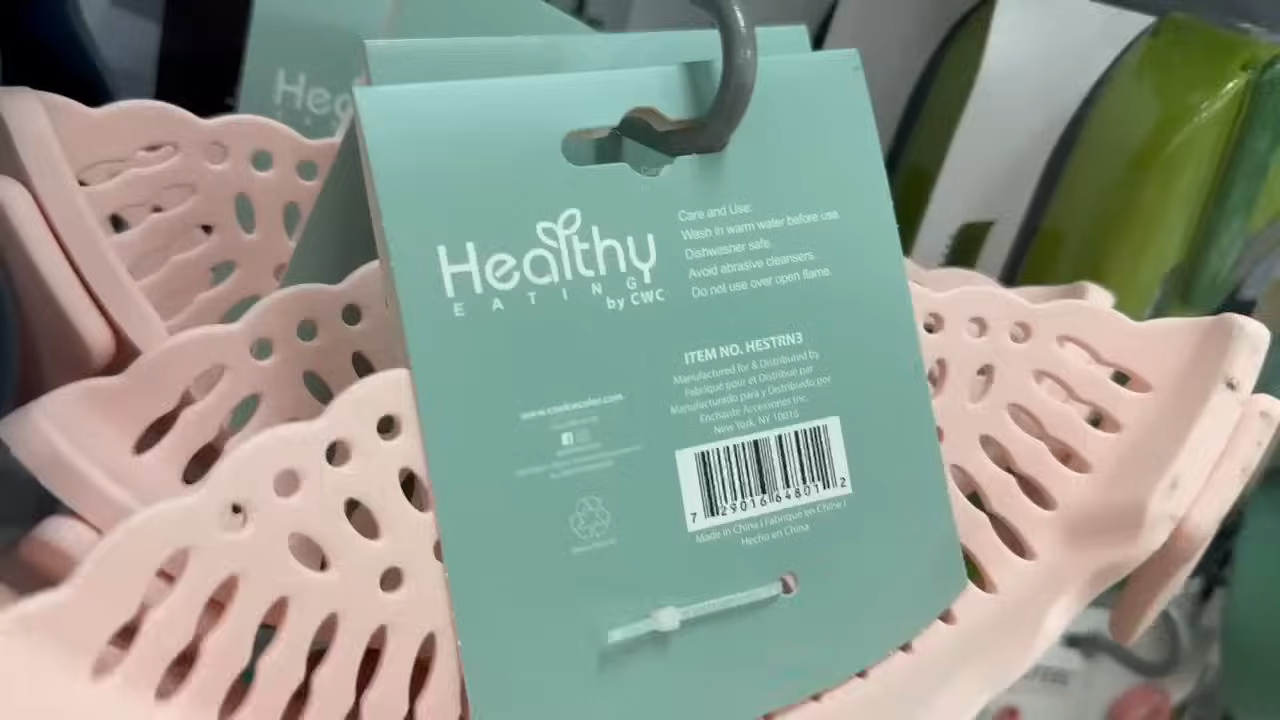 Hea
Healthy
EATING
by CWC
Care and Use:
Wash in warm water before use.
Dishwasher safe.
Avoid abrasive cleansers.
Do not use over open flame.
ITEM NO. HESTRN3
Manufactured for & Distributed by
Fabriqué pour et Distribué par
Manufacturado para y Distribuido por
Enchante Accessories Inc.
New York, NY 10016
7 29016 64801 2
Made in China | Fabriqué en Chine |
Hecho en China